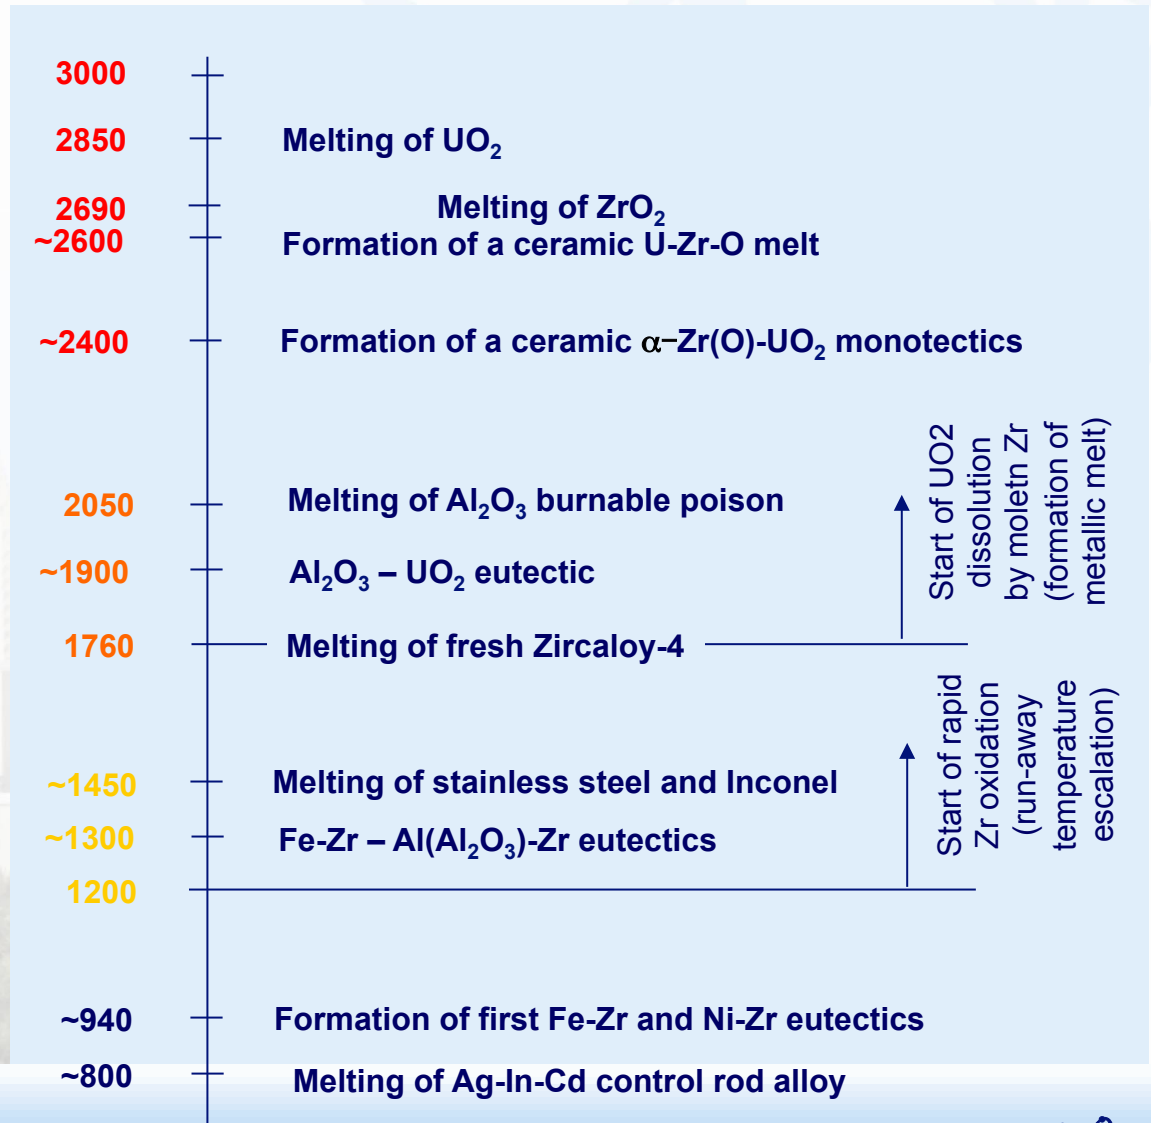 3000
2850 Melting of UO₂
2690 Melting of ZrO₂
~2600 Formation of a ceramic U-Zr-O melt
~2400 Formation of a ceramic α–Zr(O)-UO₂ monotectics
2050 Melting of Al₂O₃ burnable poison
~1900 Al₂O₃ – UO₂ eutectic
1760 Melting of fresh Zircaloy-4
Start of UO2
dissolution
by moletn Zr
(formation of
metallic melt)
~1450 Melting of stainless steel and Inconel
~1300 Fe-Zr – Al(Al₂O₃)-Zr eutectics
1200
Start of rapid
Zr oxidation
(run-away
temperature
escalation)
~940 Formation of first Fe-Zr and Ni-Zr eutectics
~800 Melting of Ag-In-Cd control rod alloy